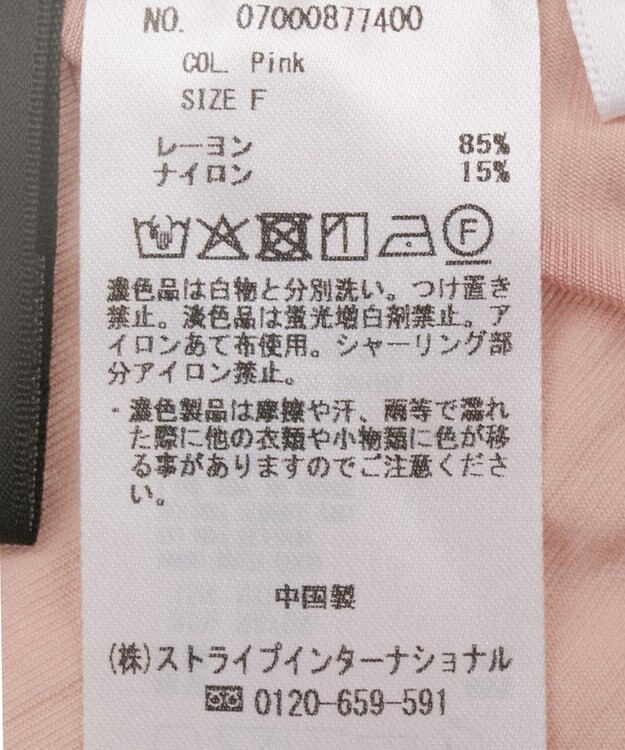 NO. 07000877400
COL. Pink
SIZE F
レーヨン 85%
ナイロン 15%
F
濃色品は白物と分別洗い。つけ置き
禁止。淡色品は蛍光増白剤禁止。ア
イロンあて布使用。シャーリング部
分アイロン禁止。
・濃色製品は摩擦や汗、雨等で濡れ
た際に他の衣類や小物類に色が移
る事がありますのでご注意くださ
い。
中国製
(株)ストライプインターナショナル
0120-659-591